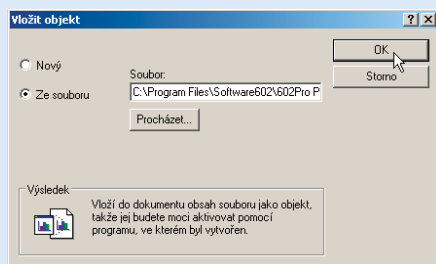 Vložit objekt
Nový
Ze souboru
Soubor:
C:\Program Files\Software602\602Pro P
Procházet...
OK
Storno
Výsledek
Vloží do dokumentu obsah souboru jako objekt,
takže jej budete moci aktivovat pomocí
programu, ve kterém byl vytvořen.